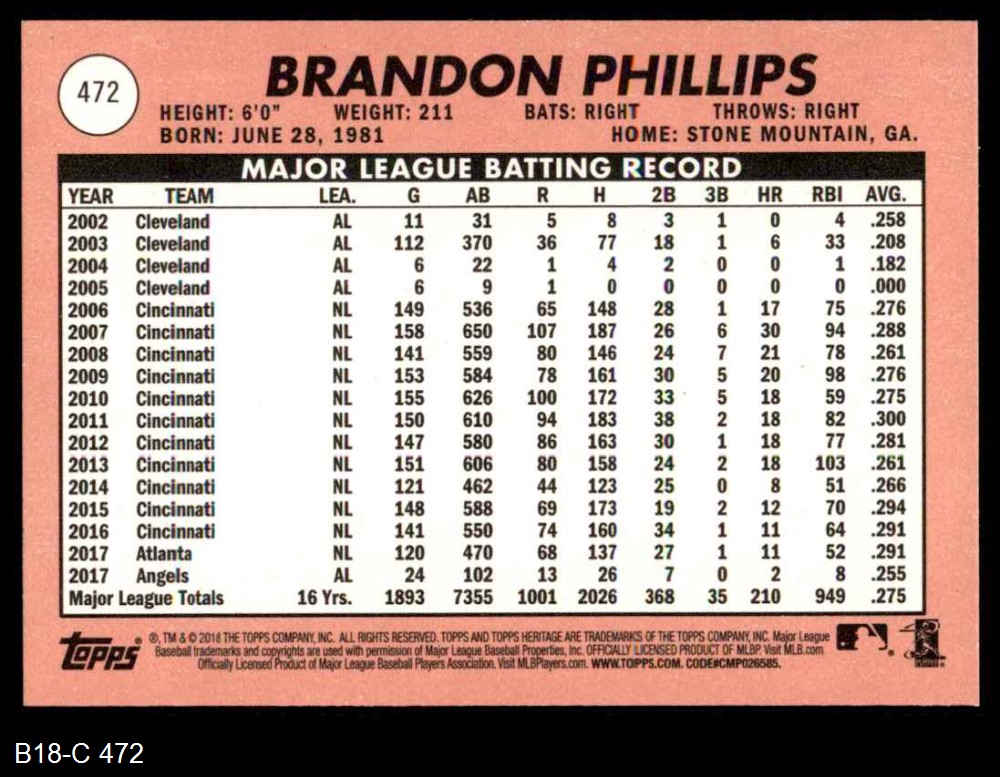 472
BRANDON PHILLIPS
HEIGHT: 6'0" WEIGHT: 211 BATS: RIGHT THROWS: RIGHT
BORN: JUNE 28, 1981 HOME: STONE MOUNTAIN, GA.
MAJOR LEAGUE BATTING RECORD
YEAR TEAM LEA. G AB R H 2B 3B HR RBI AVG.
2002 Cleveland AL 11 31 5 8 3 1 0 4 .258
2003 Cleveland AL 112 370 36 77 18 1 6 33 .208
2004 Cleveland AL 6 22 1 4 2 0 0 1 .182
2005 Cleveland AL 6 9 1 0 0 0 0 0 .000
2006 Cincinnati NL 149 536 65 148 28 1 17 75 .276
2007 Cincinnati NL 158 650 107 187 26 6 30 94 .288
2008 Cincinnati NL 141 559 80 146 24 7 21 78 .261
2009 Cincinnati NL 153 584 78 161 30 5 20 98 .276
2010 Cincinnati NL 155 626 100 172 33 5 18 59 .275
2011 Cincinnati NL 150 610 94 183 38 2 18 82 .300
2012 Cincinnati NL 147 580 86 163 30 1 18 77 .281
2013 Cincinnati NL 151 606 80 158 24 2 18 103 .261
2014 Cincinnati NL 121 462 44 123 25 0 8 51 .266
2015 Cincinnati NL 148 588 69 173 19 2 12 70 .294
2016 Cincinnati NL 141 550 74 160 34 1 11 64 .291
2017 Atlanta NL 120 470 68 137 27 1 11 52 .291
2017 Angels AL 24 102 13 26 7 0 2 8 .255
Major League Totals 16 Yrs. 1893 7355 1001 2026 368 35 210 949 .275
TOPPS ®, TM & © 2018 THE TOPPS COMPANY, INC. ALL RIGHTS RESERVED. TOPPS AND TOPPS HERITAGE ARE TRADEMARKS OF THE TOPPS COMPANY, INC. Major League
Baseball trademarks and copyrights are used with permission of Major League Baseball Properties, Inc. OFFICIALLY LICENSED PRODUCT OF MLBP. Visit MLB.com
Officially Licensed Product of Major League Baseball Players Association. Visit MLBPlayers.com. WWW.TOPPS.COM. CODE#CMP026585.
B18-C 472